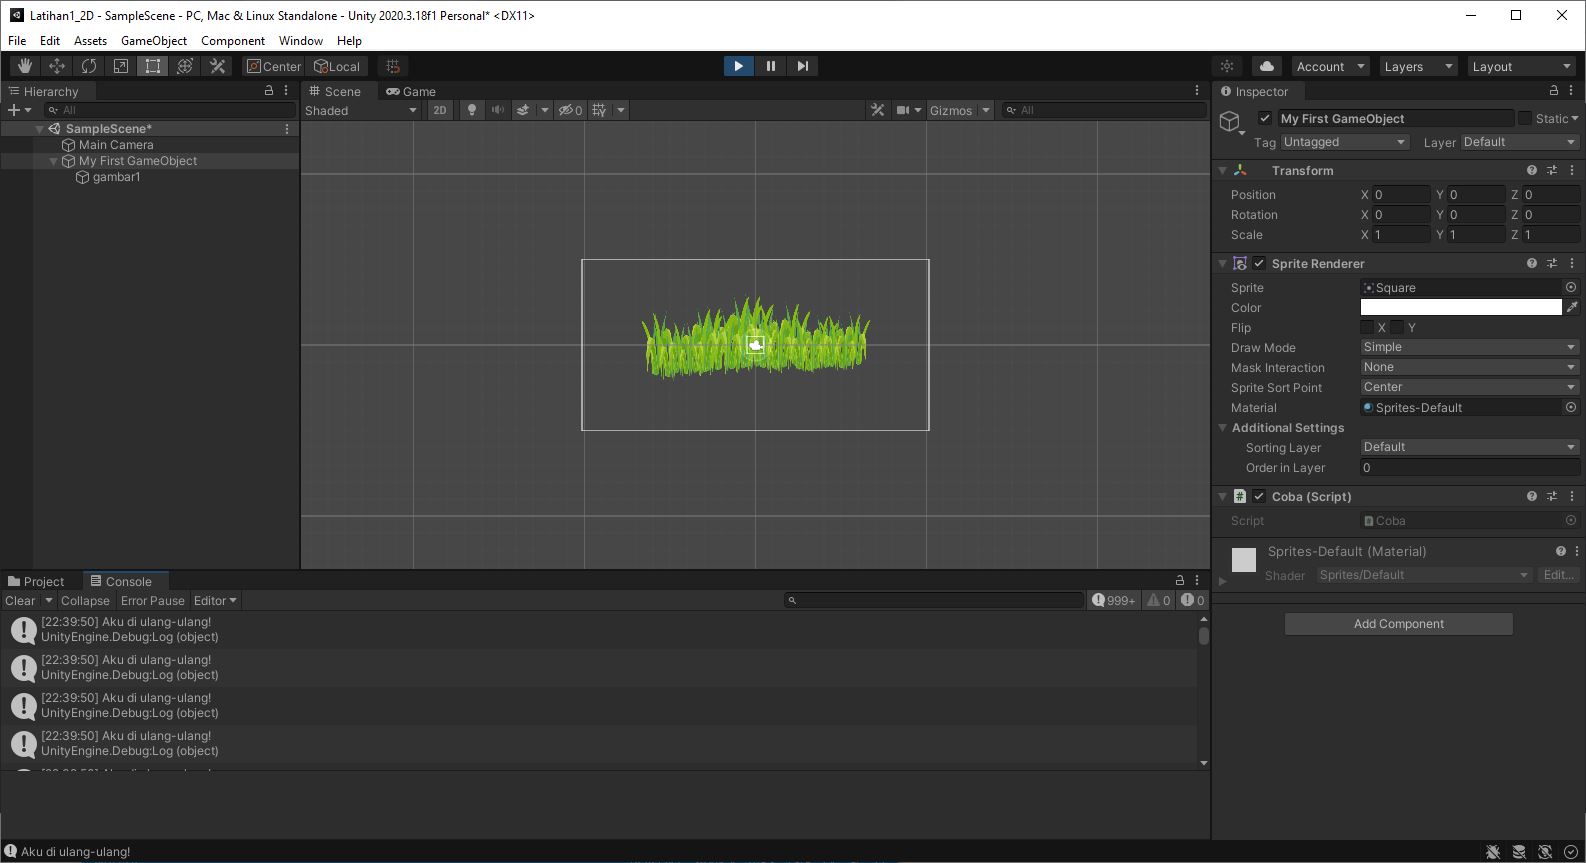 Latihan1_2D - SampleScene - PC, Mac & Linux Standalone - Unity 2020.3.18f1 Personal* <DX11>
File Edit Assets GameObject Component Window Help
Center Local Account Layers Layout
Hierarchy
All
SampleScene*
Main Camera
My First GameObject
gambar1
Scene Game
Shaded 2D 0 Gizmos All
Inspector
My First GameObject Static
Tag Untagged Layer Default
Transform
Position X 0 Y 0 Z 0
Rotation X 0 Y 0 Z 0
Scale X 1 Y 1 Z 1
Sprite Renderer
Sprite Square
Color
Flip X Y
Draw Mode Simple
Mask Interaction None
Sprite Sort Point Center
Material Sprites-Default
Additional Settings
Sorting Layer Default
Order in Layer 0
# Coba (Script)
Script Coba
Sprites-Default (Material)
Shader Sprites/Default Edit...
Add Component
Project Console
Clear Collapse Error Pause Editor 999+ 0 0
[22:39:50] Aku di ulang-ulang!
UnityEngine.Debug:Log (object)
[22:39:50] Aku di ulang-ulang!
UnityEngine.Debug:Log (object)
[22:39:50] Aku di ulang-ulang!
UnityEngine.Debug:Log (object)
[22:39:50] Aku di ulang-ulang!
UnityEngine.Debug:Log (object)
Aku di ulang-ulang!